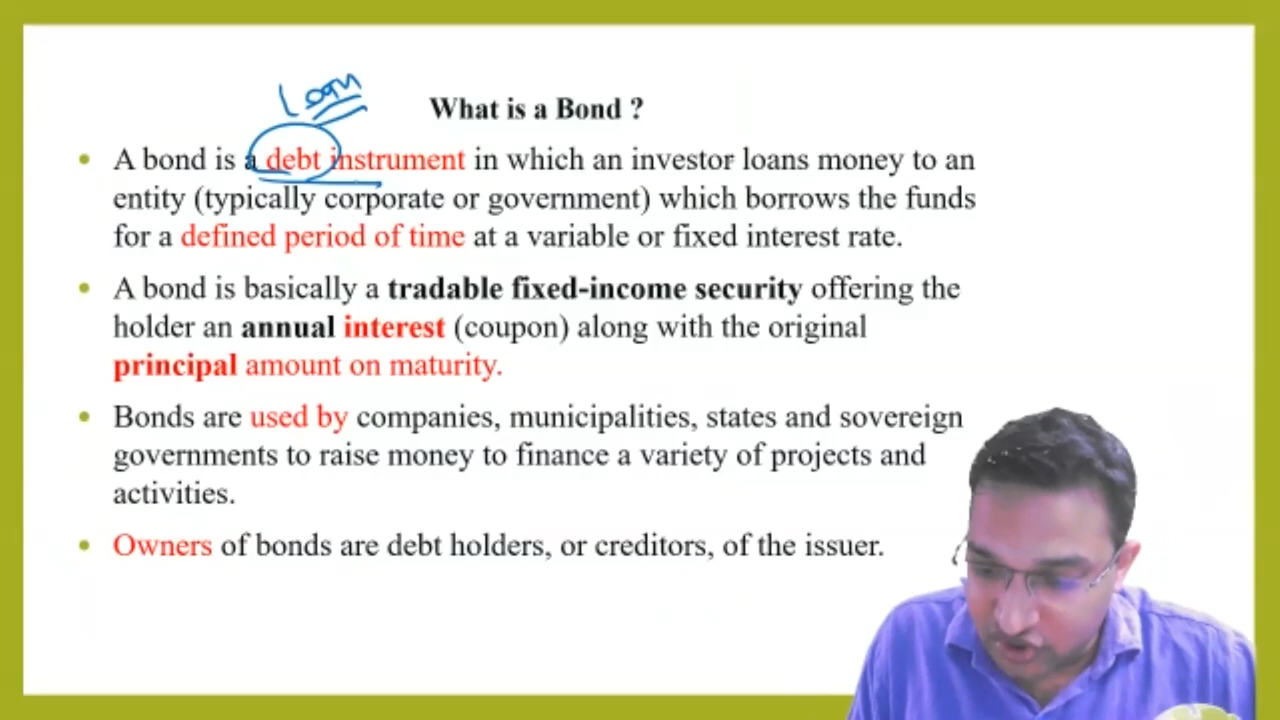 Loan
What is a Bond ?
• A bond is a debt instrument in which an investor loans money to an
entity (typically corporate or government) which borrows the funds
for a defined period of time at a variable or fixed interest rate.
• A bond is basically a tradable fixed-income security offering the
holder an annual interest (coupon) along with the original
principal amount on maturity.
• Bonds are used by companies, municipalities, states and sovereign
governments to raise money to finance a variety of projects and
activities.
• Owners of bonds are debt holders, or creditors, of the issuer.